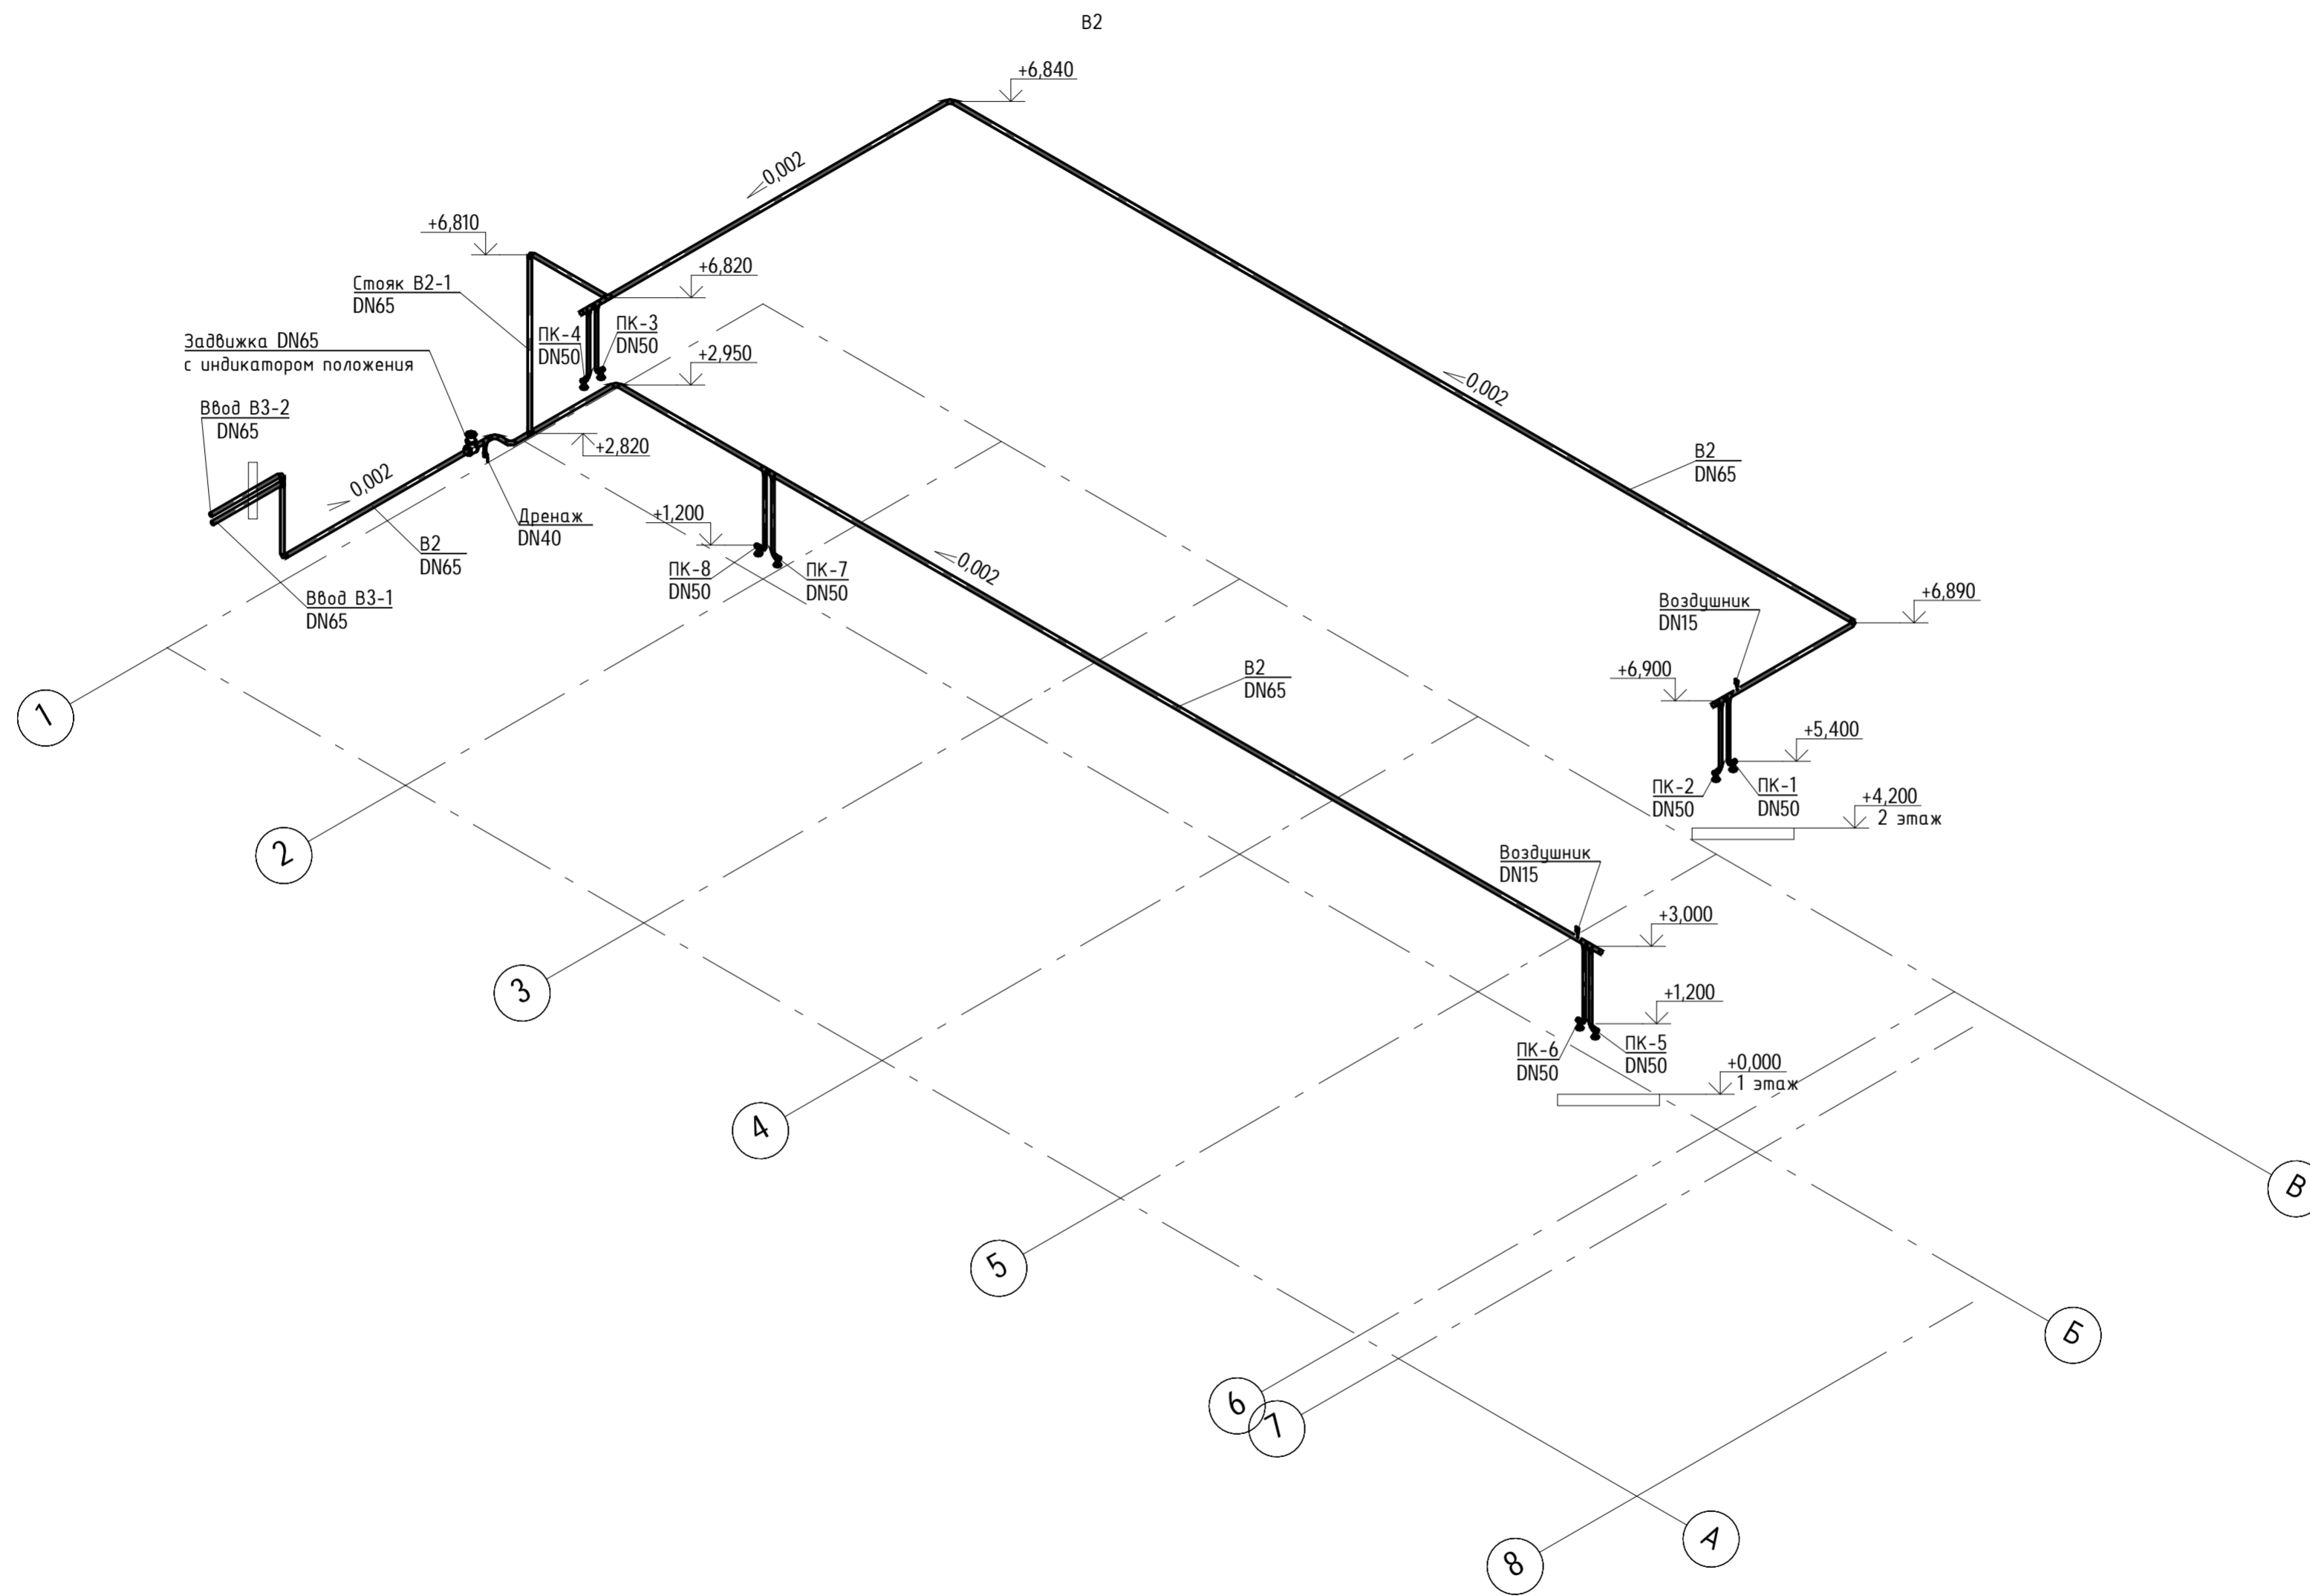 В2
+6,840
0,002
+6,810
+6,820
Стояк В2-1
DN65
ПК-4
DN50
ПК-3
DN50
Задвижка DN65
с индикатором положения
+2,950
0,002
Ввод В3-2
DN65
+2,820
0,002
В2
DN65
Дренаж
DN40
+1,200
В2
DN65
ПК-8
DN50
ПК-7
DN50
0,002
Ввод В3-1
DN65
+6,890
Воздушник
DN15
В2
DN65
+6,900
1
+5,400
ПК-2
DN50
ПК-1
DN50
+4,200
2 этаж
2
Воздушник
DN15
+3,000
3
+1,200
ПК-6
DN50
ПК-5
DN50
+0,000
1 этаж
4
В
5
Б
6
7
А
8